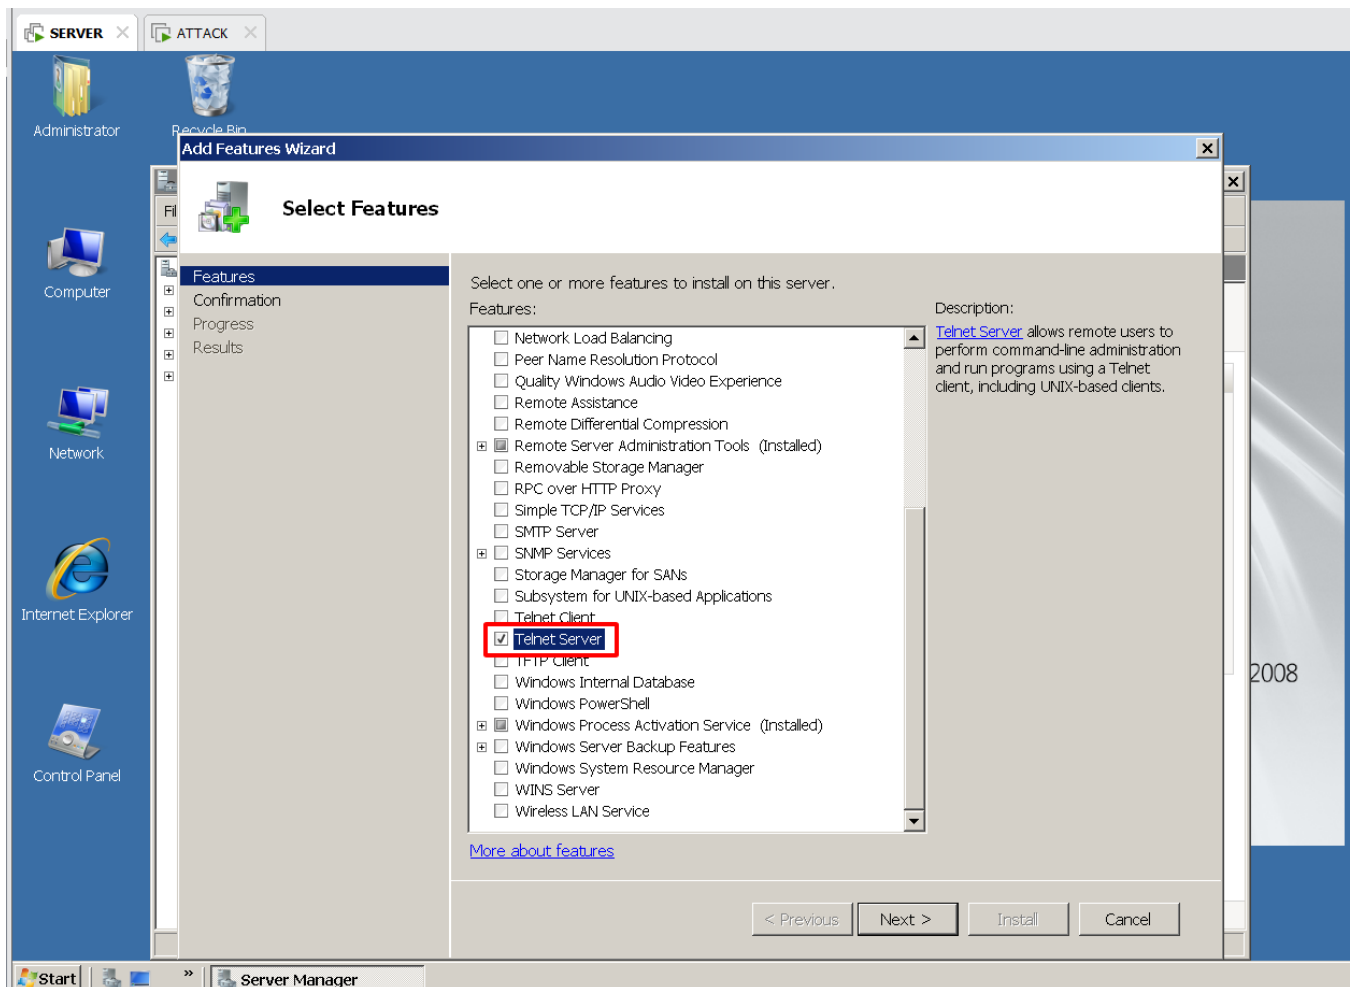 SERVER
ATTACK
Administrator
Recycle Bin
Add Features Wizard
Select Features
Computer
Network
Internet Explorer
Control Panel
Features
Confirmation
Progress
Results
Select one or more features to install on this server.
Features:
Network Load Balancing
Peer Name Resolution Protocol
Quality Windows Audio Video Experience
Remote Assistance
Remote Differential Compression
Remote Server Administration Tools (Installed)
Removable Storage Manager
RPC over HTTP Proxy
Simple TCP/IP Services
SMTP Server
SNMP Services
Storage Manager for SANs
Subsystem for UNIX-based Applications
Telnet Client
Telnet Server
TFTP Client
Windows Internal Database
Windows PowerShell
Windows Process Activation Service (Installed)
Windows Server Backup Features
Windows System Resource Manager
WINS Server
Wireless LAN Service
More about features
Description:
Telnet Server allows remote users to
perform command-line administration
and run programs using a Telnet
client, including UNIX-based clients.
2008
< Previous
Next >
Install
Cancel
Start
»
Server Manager